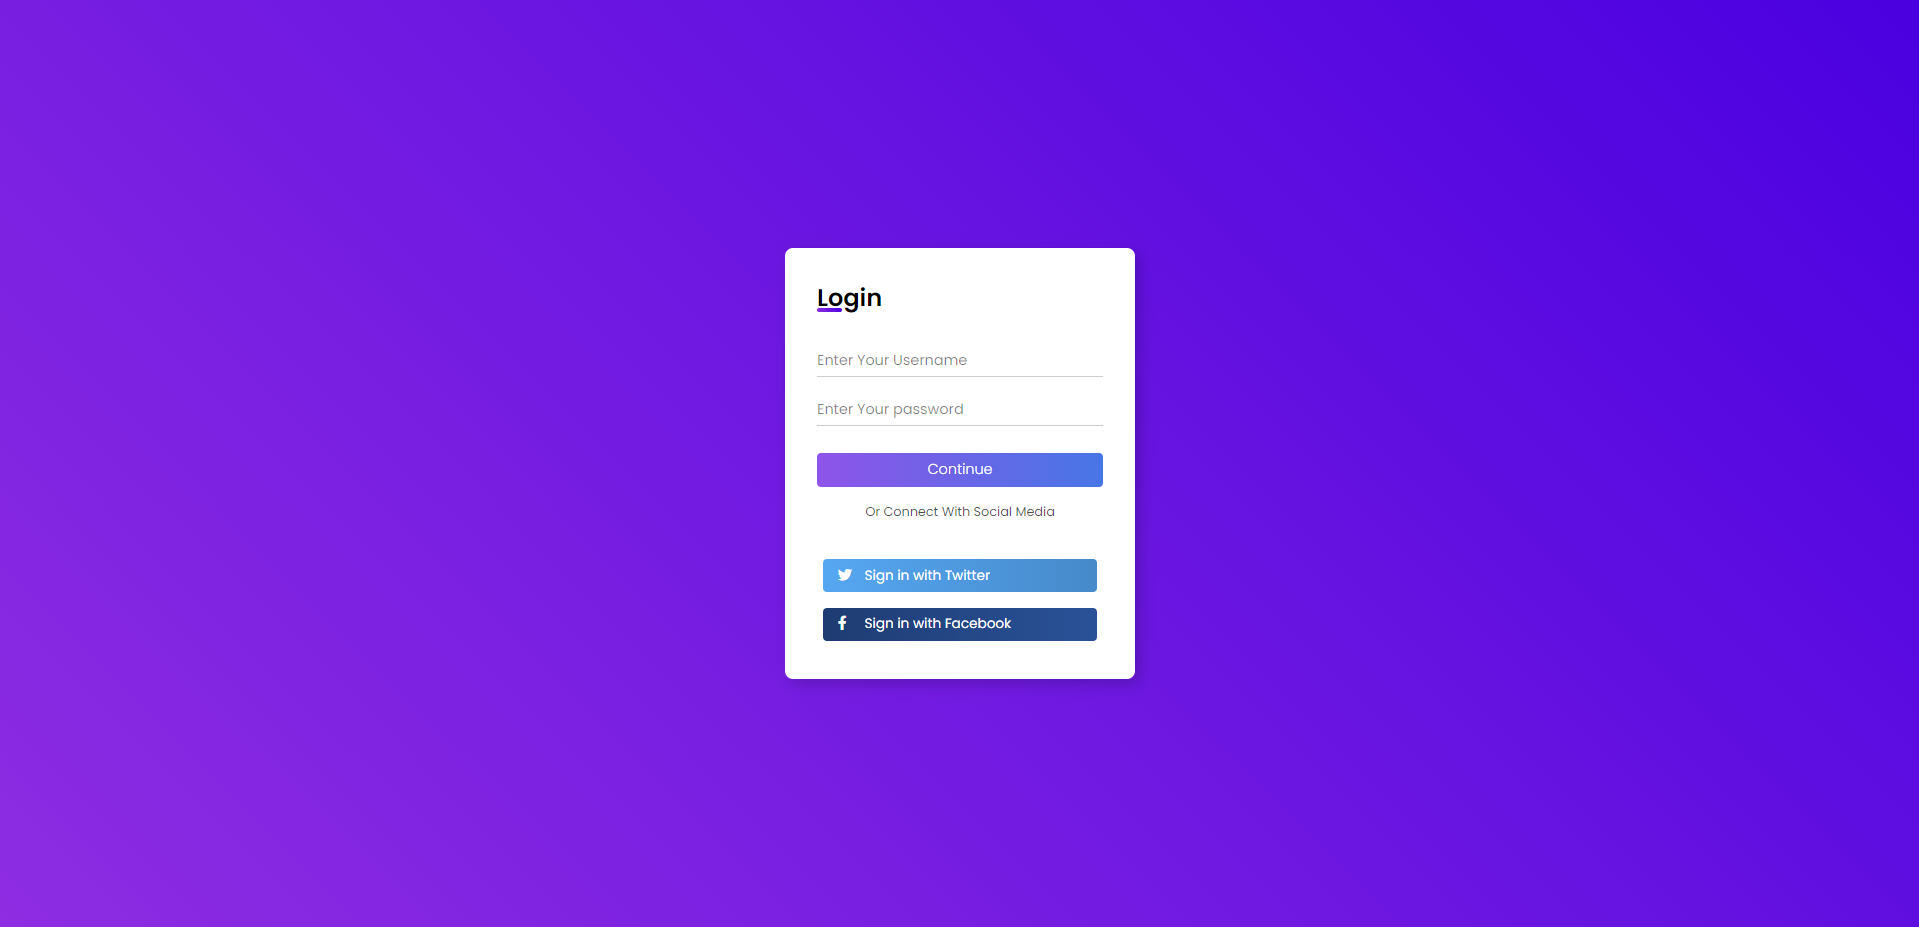 Login
Enter Your Username
Enter Your password
Continue
Or Connect With Social Media
Sign in with Twitter
Sign in with Facebook